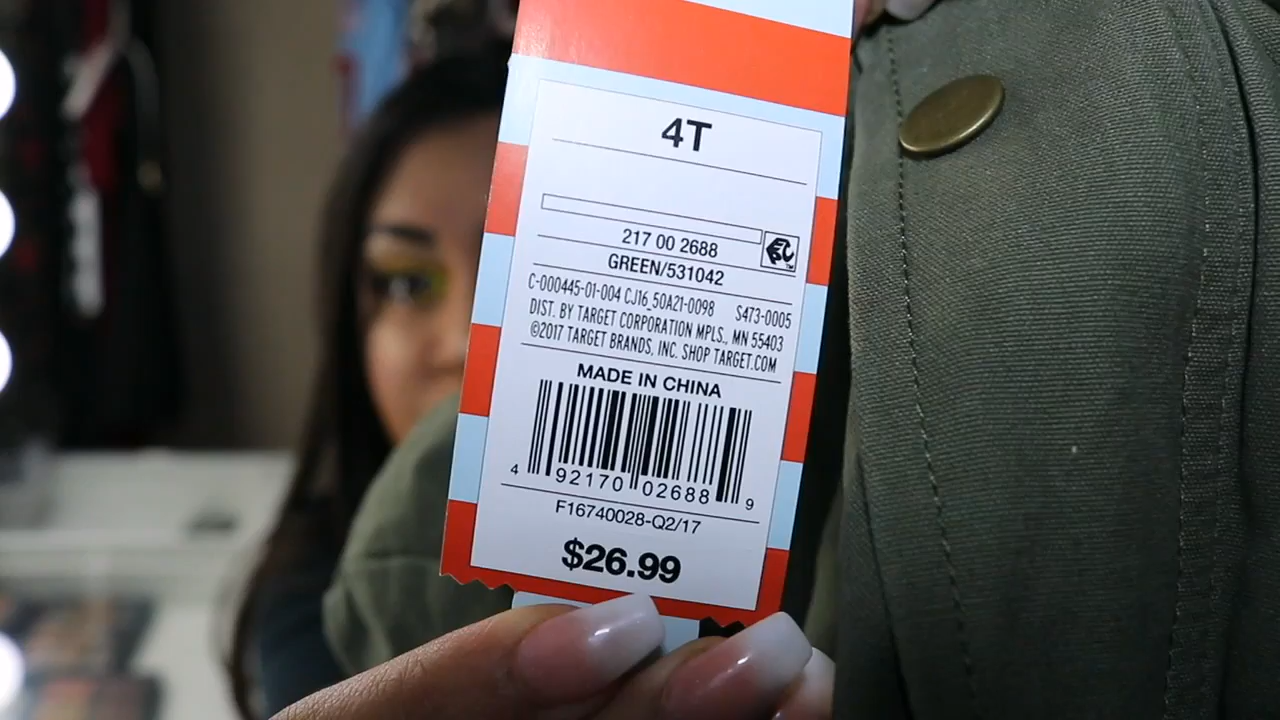 4T
217 00 2688
GREEN/531042
C-000445-01-004 CJ16_50A21-0098 S473-0005
DIST. BY TARGET CORPORATION MPLS., MN 55403
©2017 TARGET BRANDS, INC. SHOP TARGET.COM
MADE IN CHINA
4 92170 02688 9
F16740028-Q2/17
$26.99